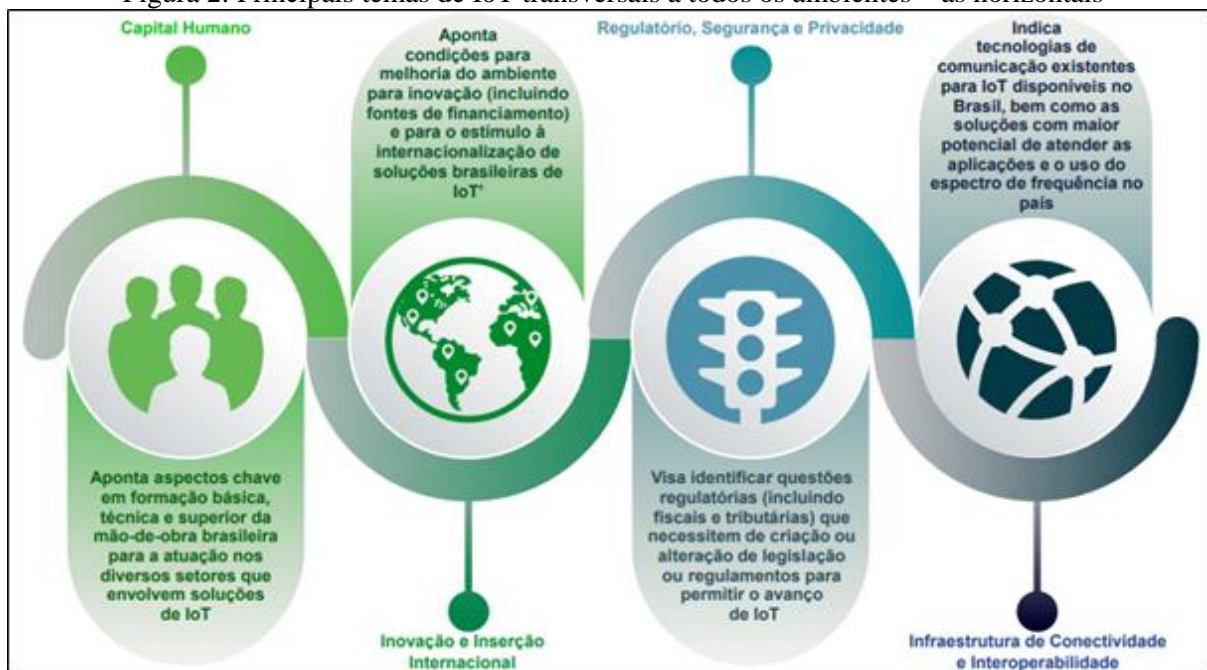 Figura 2: Principais temas de IoT transversais a todos os ambientes – as horizontais
Capital Humano
Aponta aspectos chave
em formação básica,
técnica e superior da
mão-de-obra brasileira
para a atuação nos
diversos setores que
envolvem soluções
de IoT
Aponta
condições para
melhoria do ambiente
para inovação (incluindo
fontes de financiamento)
e para o estímulo à
internacionalização de
soluções brasileiras de
IoT'
Inovação e Inserção
Internacional
Regulatório, Segurança e Privacidade
Visa identificar questões
regulatórias (incluindo
fiscais e tributárias) que
necessitem de criação ou
alteração de legislação
ou regulamentos para
permitir o avanço
de IoT
Indica
tecnologias de
comunicação existentes
para IoT disponíveis no
Brasil, bem como as
soluções com maior
potencial de atender as
aplicações e o uso do
espectro de frequência no
país
Infraestrutura de Conectividade
e Interoperabilidade